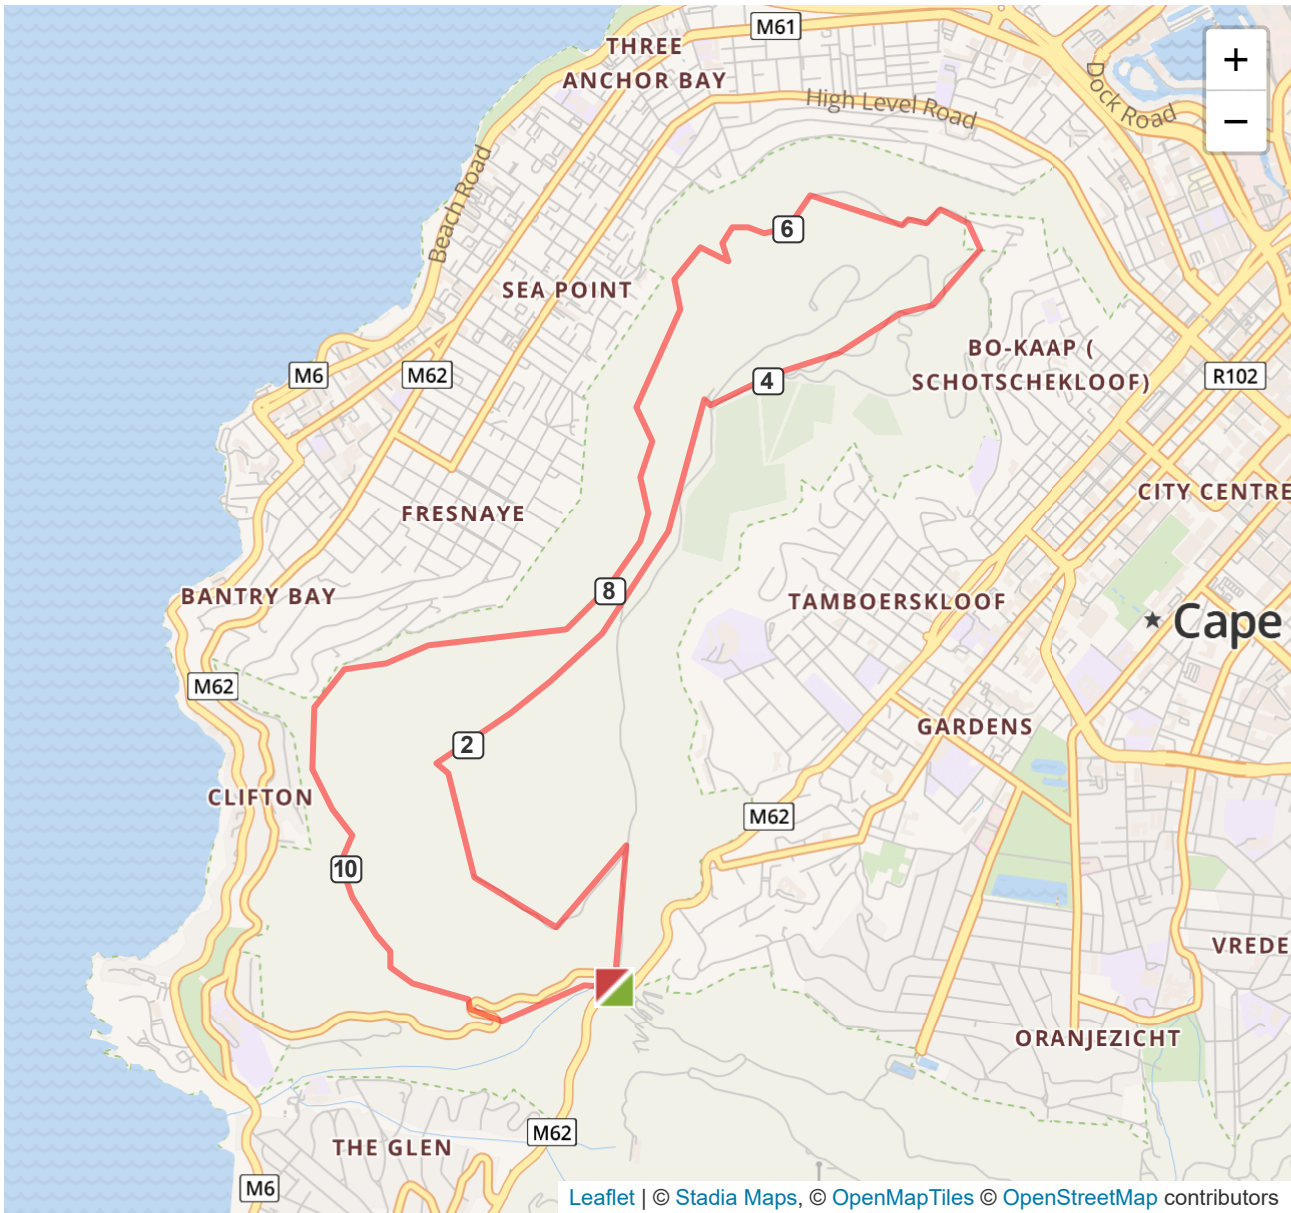 M61
+
THREE
ANCHOR BAY
−
High Level Road
Dock Road
Beach Road
6
SEA POINT
M6
M62
4
BO-KAAP (
SCHOTSCHEKLOOF)
R102
CITY CENTRE
FRESNAYE
BANTRY BAY
8
TAMBOERSKLOOF
Cape
M62
2
GARDENS
CLIFTON
M62
10
VREDE
ORANJEZICHT
M62
THE GLEN
M6
Leaflet | © Stadia Maps, © OpenMapTiles © OpenStreetMap contributors